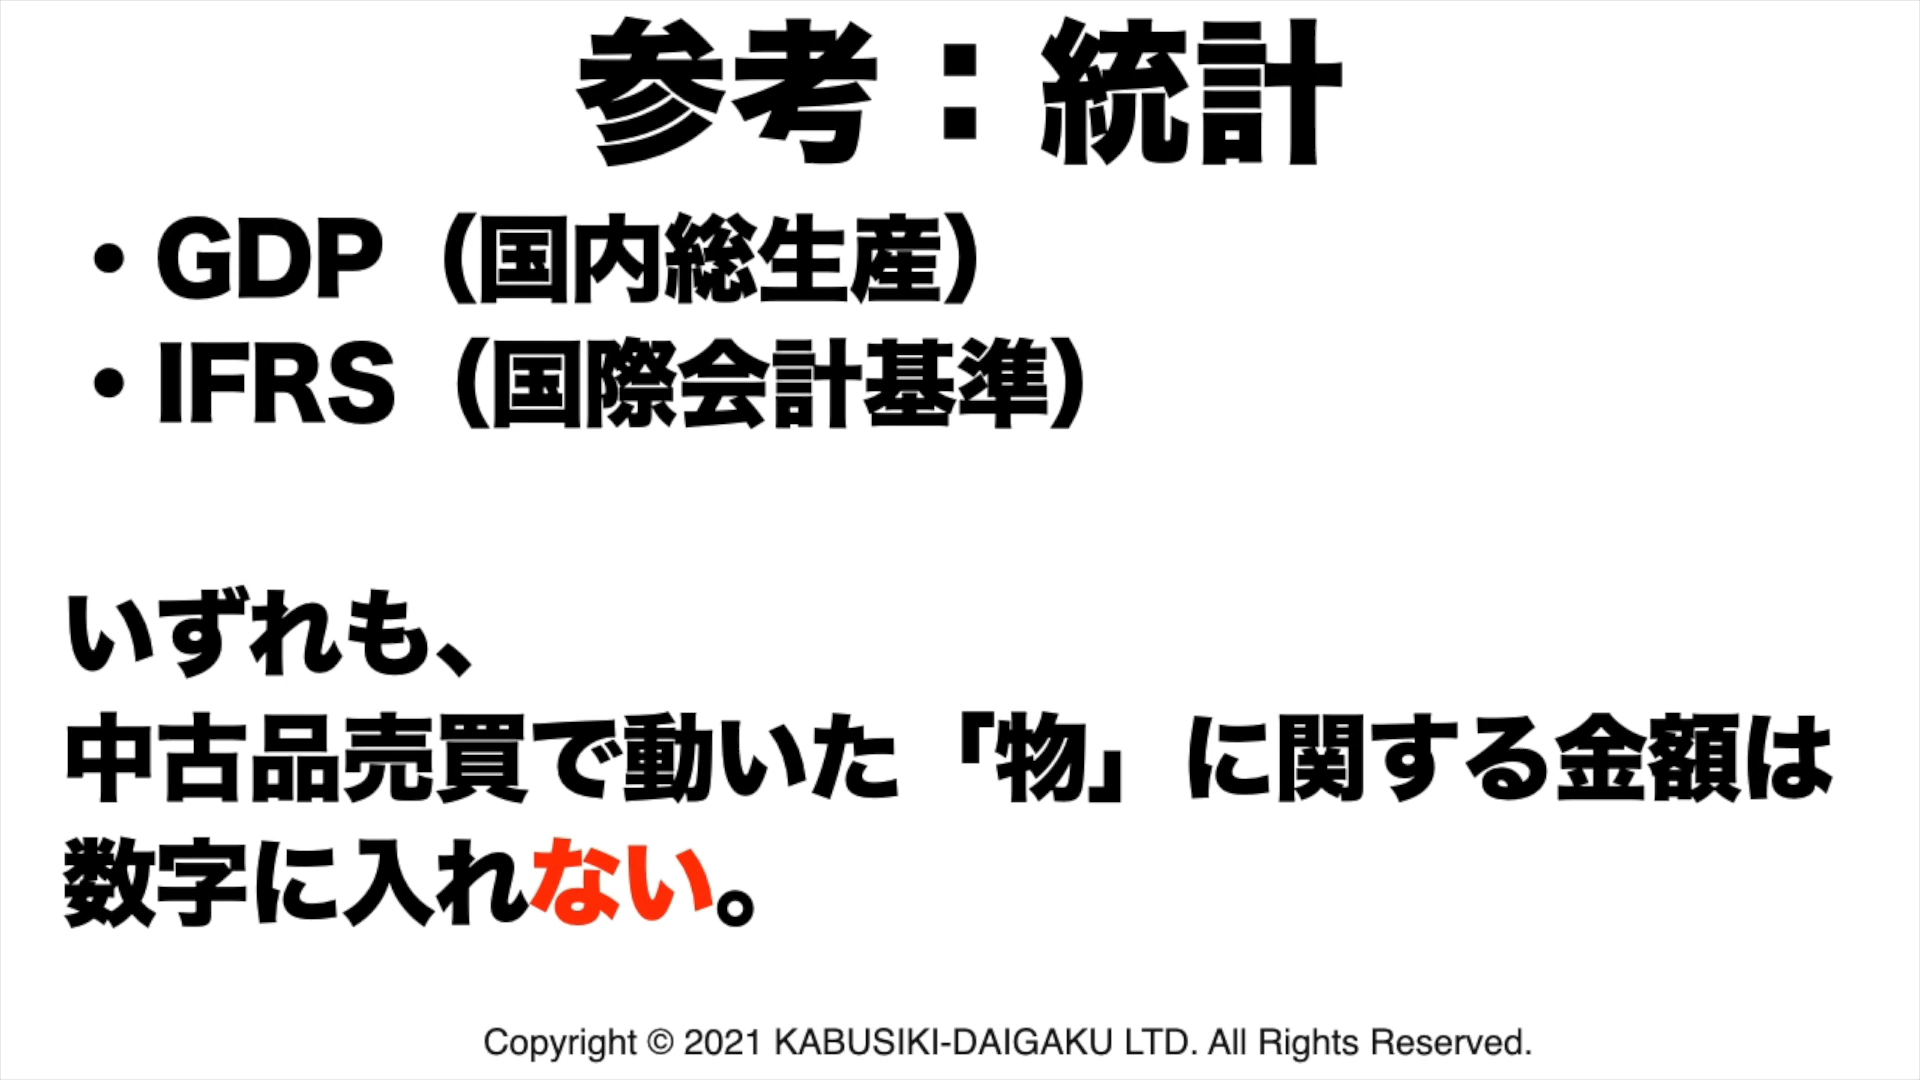 参考：統計
・GDP（国内総生産）
・IFRS（国際会計基準）
いずれも、
中古品売買で動いた「物」に関する金額は
数字に入れない。
Copyright © 2021 KABUSIKI-DAIGAKU LTD. All Rights Reserved.